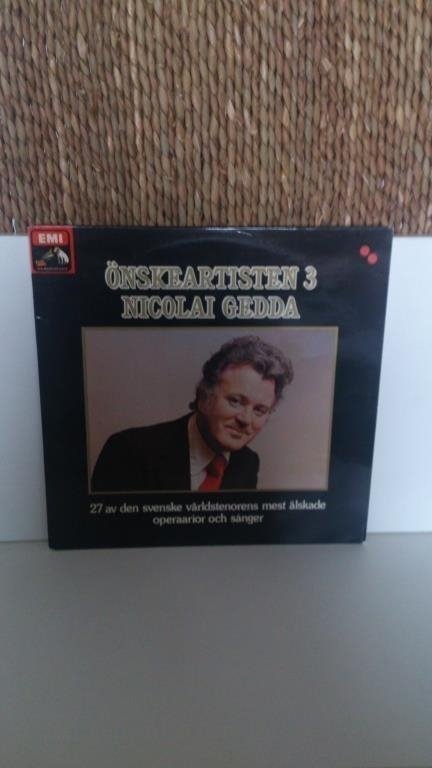 EMI
ÖNSKEARTISTEN 3
NICOLAI GEDDA
27 av den svenske världstenorens mest älskade
operaarior och sånger